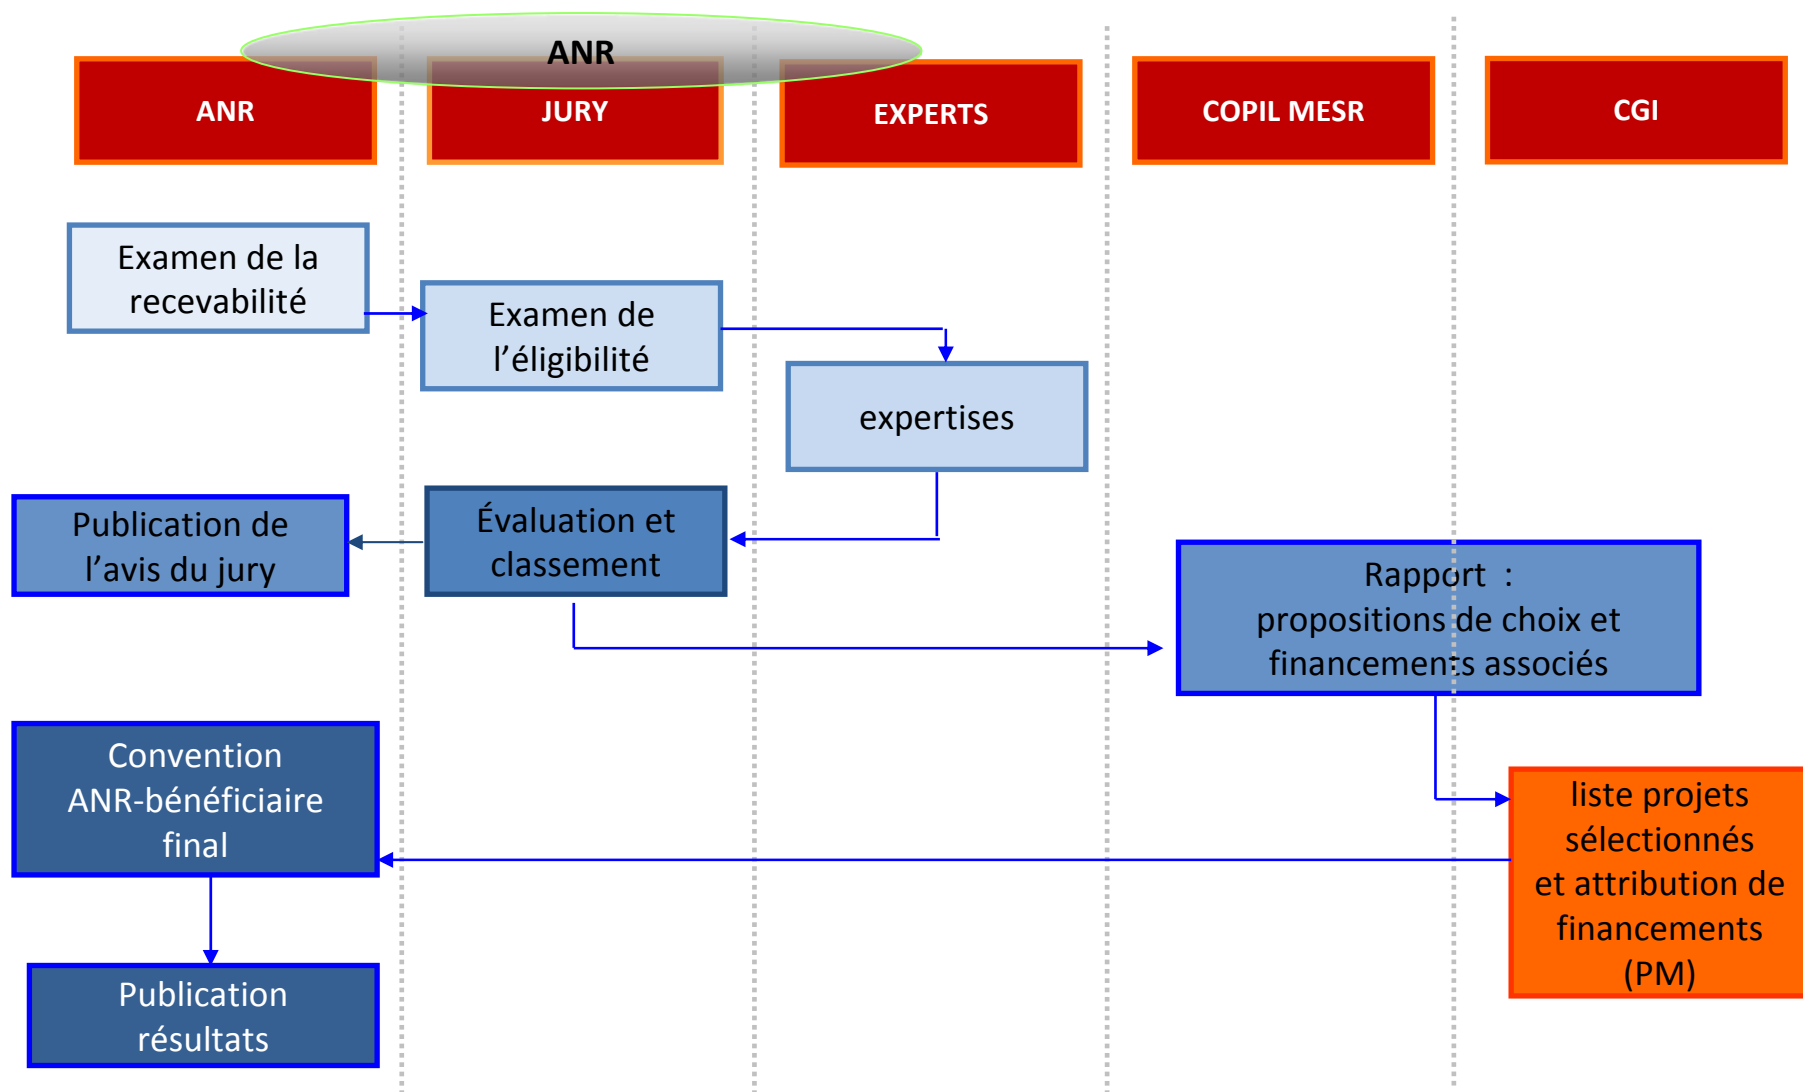 ANR
ANR
JURY
EXPERTS
COPIL MESR
CGI
Examen de la
recevabilité
Examen de
l’éligibilité
expertises
Publication de
l’avis du jury
Évaluation et
classement
Rapport  :
propositions de choix et
financements associés
Convention
ANR-bénéficiaire
final
liste projets
sélectionnés
et attribution de
financements
(PM)
Publication
résultats